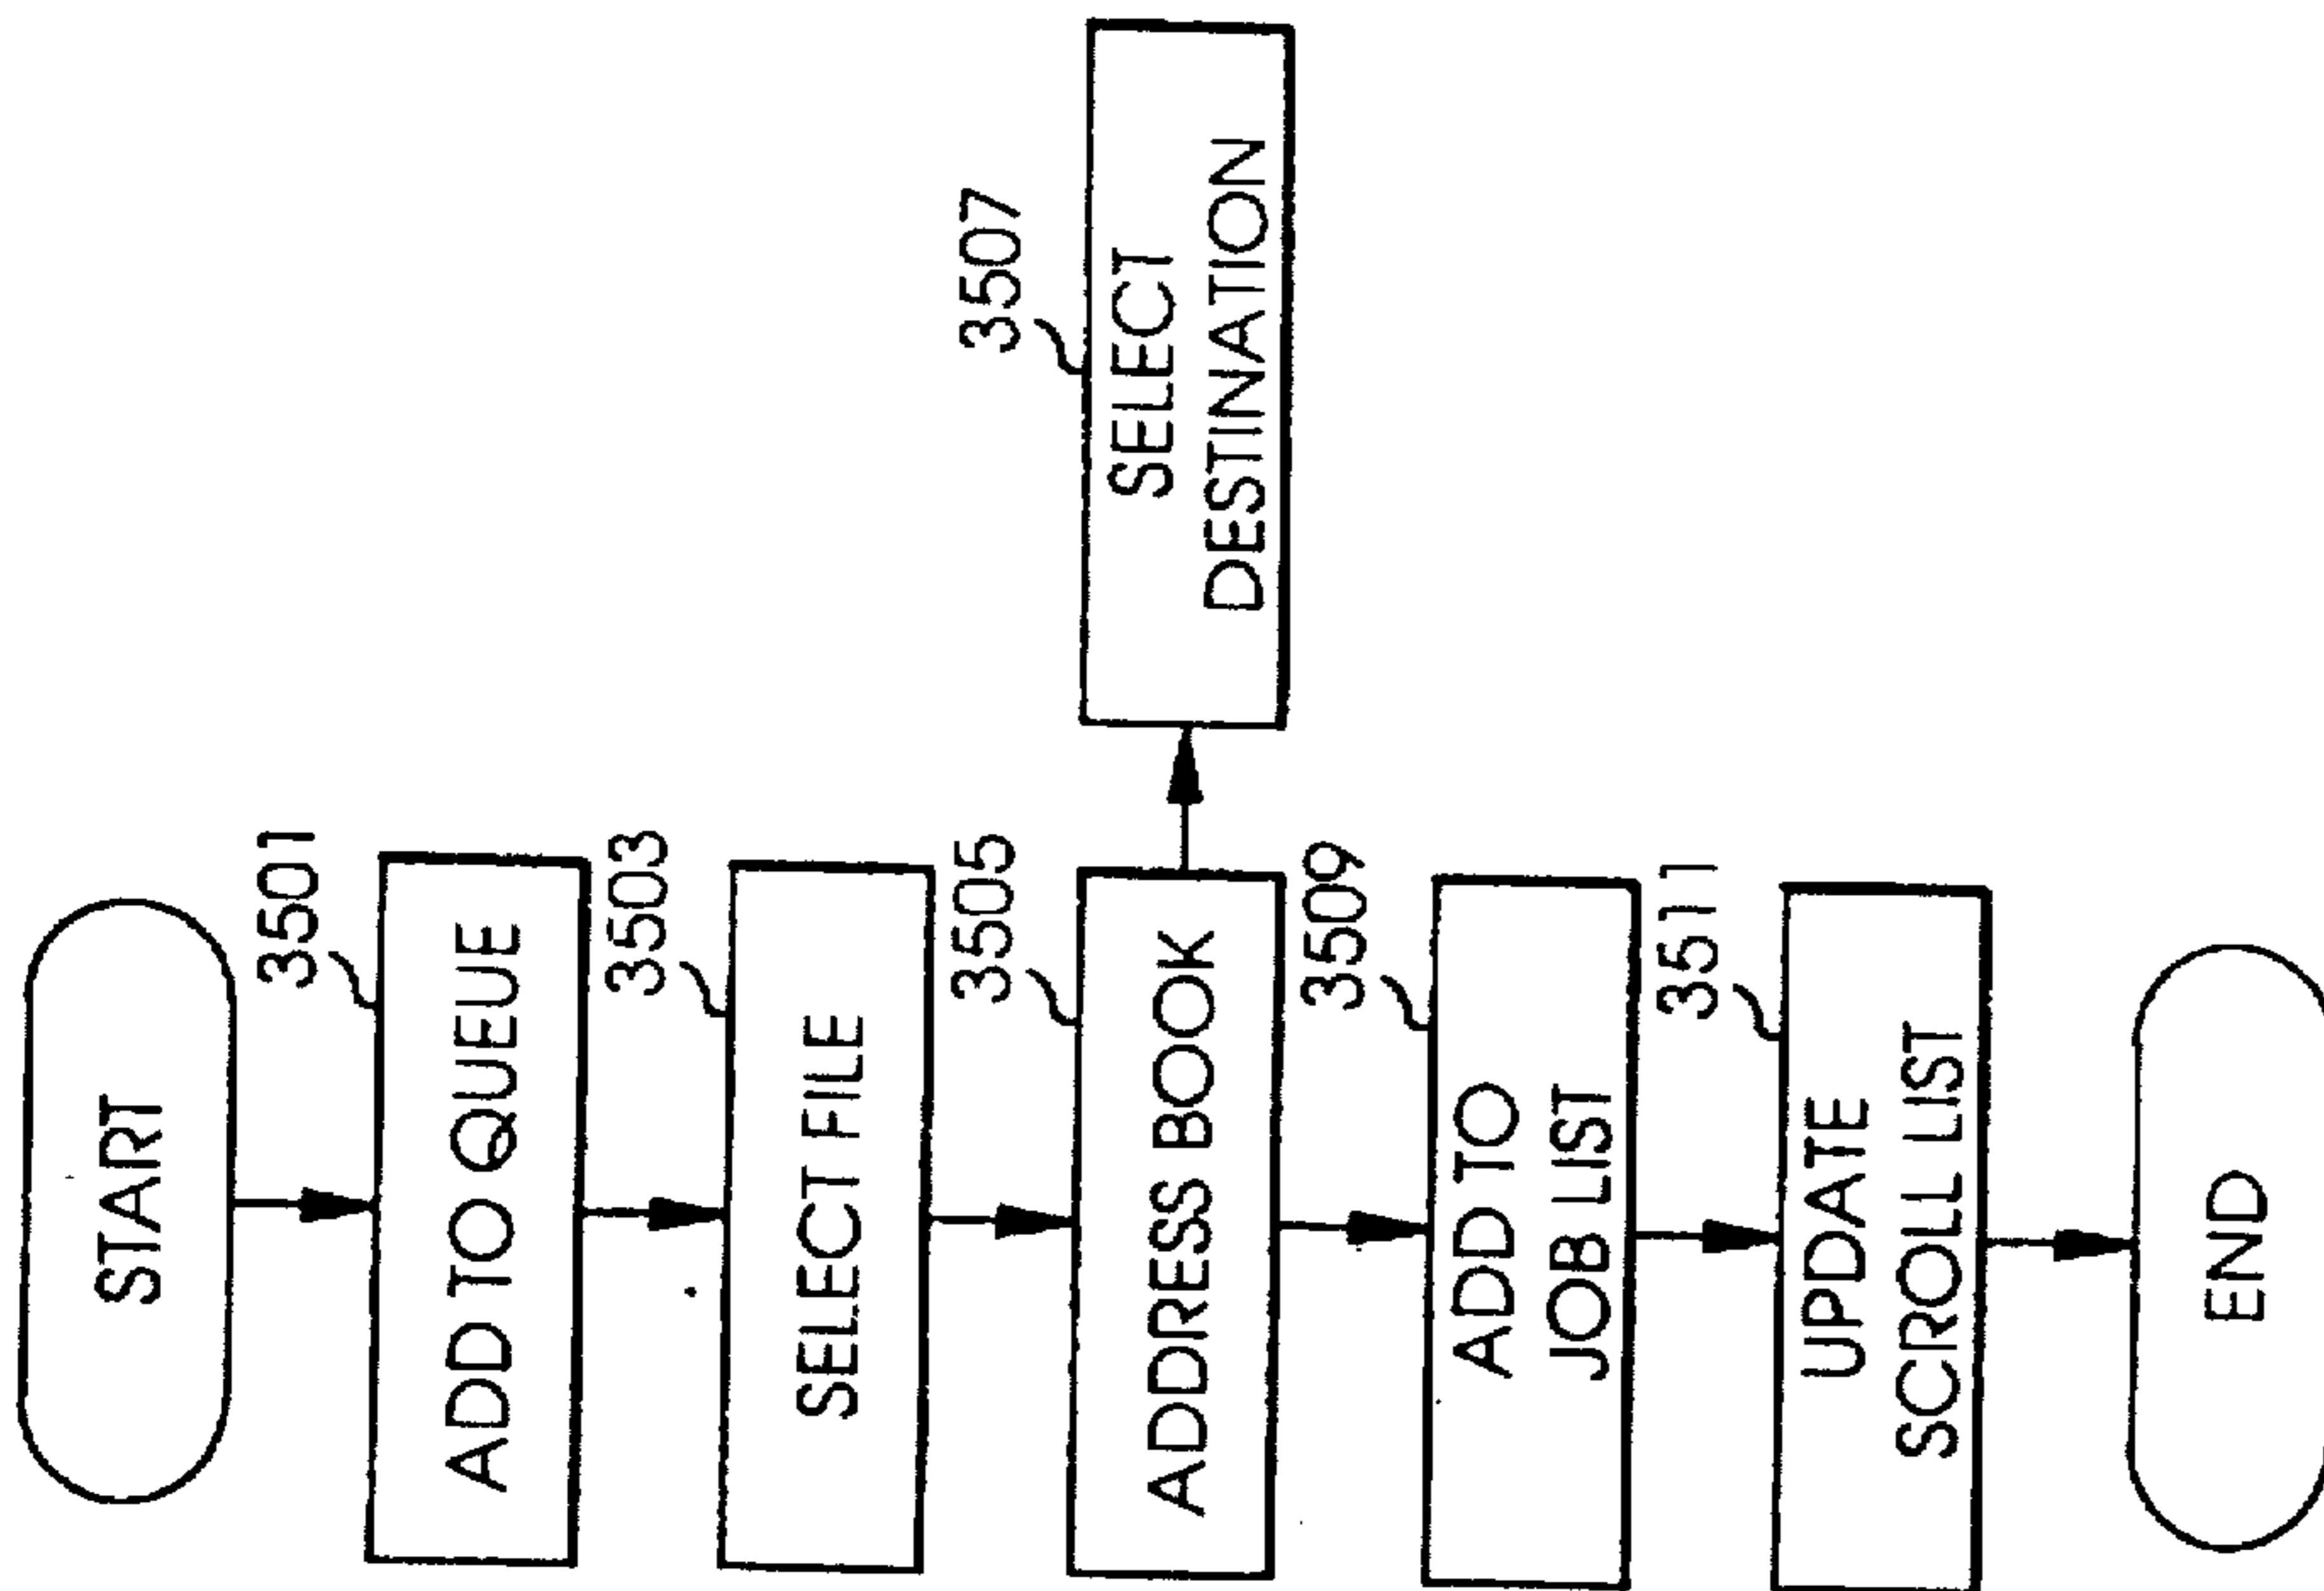 START
3501
ADD TO QUEUE
3503
SELECT FILE
3505
ADDRESS BOOK
3507
SELECT
DESTINATION
3509
ADD TO
JOB LIST
3511
UPDATE
SCROLL LIST
END